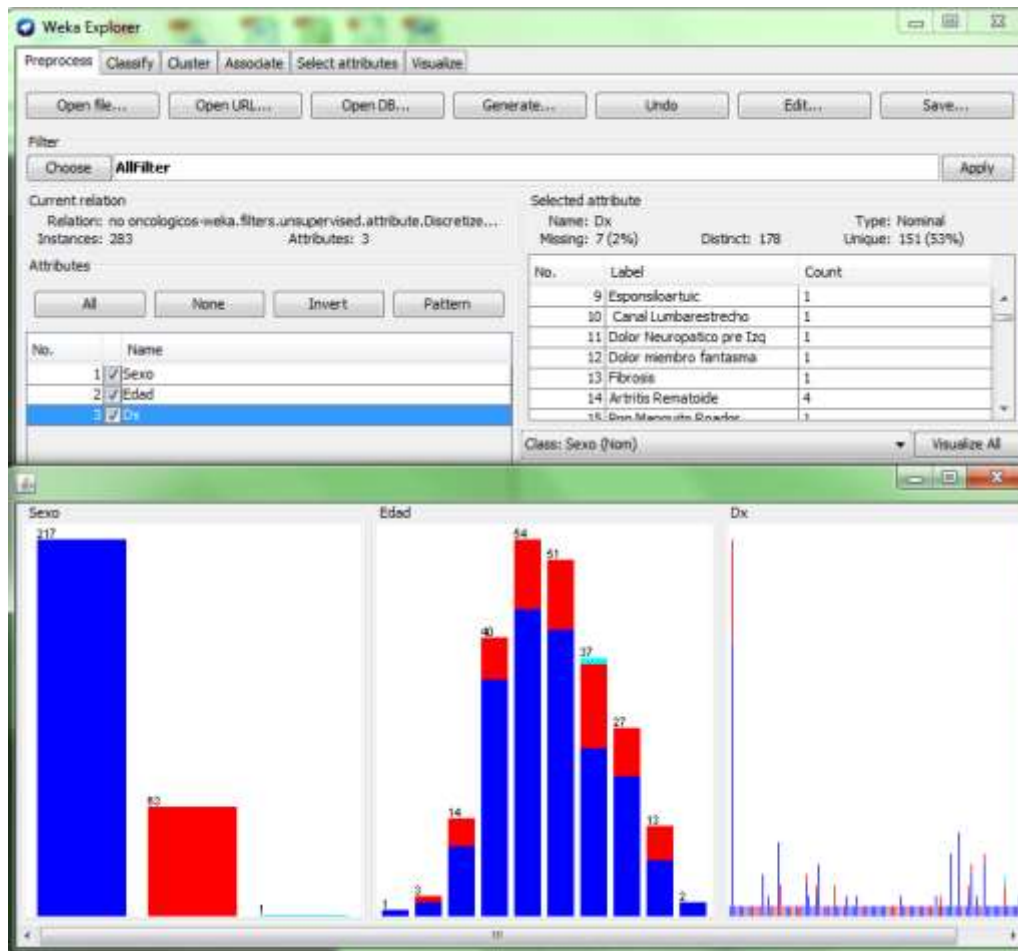 Weka Explorer
Preprocess Classify Cluster Associate Select attributes Visualize
Open file... Open URL... Open DB... Generate... Undo Edit... Save...
Filter
Choose AllFilter Apply
Current relation
Relation: no oncologicos-weka.filters.unsupervised.attribute.Discretize...
Instances: 283 Attributes: 3
Selected attribute
Name: Dx Type: Nominal
Missing: 7 (2%) Distinct: 178 Unique: 151 (53%)
Attributes
All None Invert Pattern
No. Name
1 Sexo
2 Edad
3 Dx
No. Label Count
9 Esponsiloartuic 1
10 Canal Lumbarestrecho 1
11 Dolor Neuropatico pre Izq 1
12 Dolor miembro fantasma 1
13 Fibrosis 1
14 Artritis Rematoide 4
15 1
Class: Sexo (Nom) Visualize All
Sexo Edad Dx
217 62 1
1 3 14 40 54 51 37 27 13 2